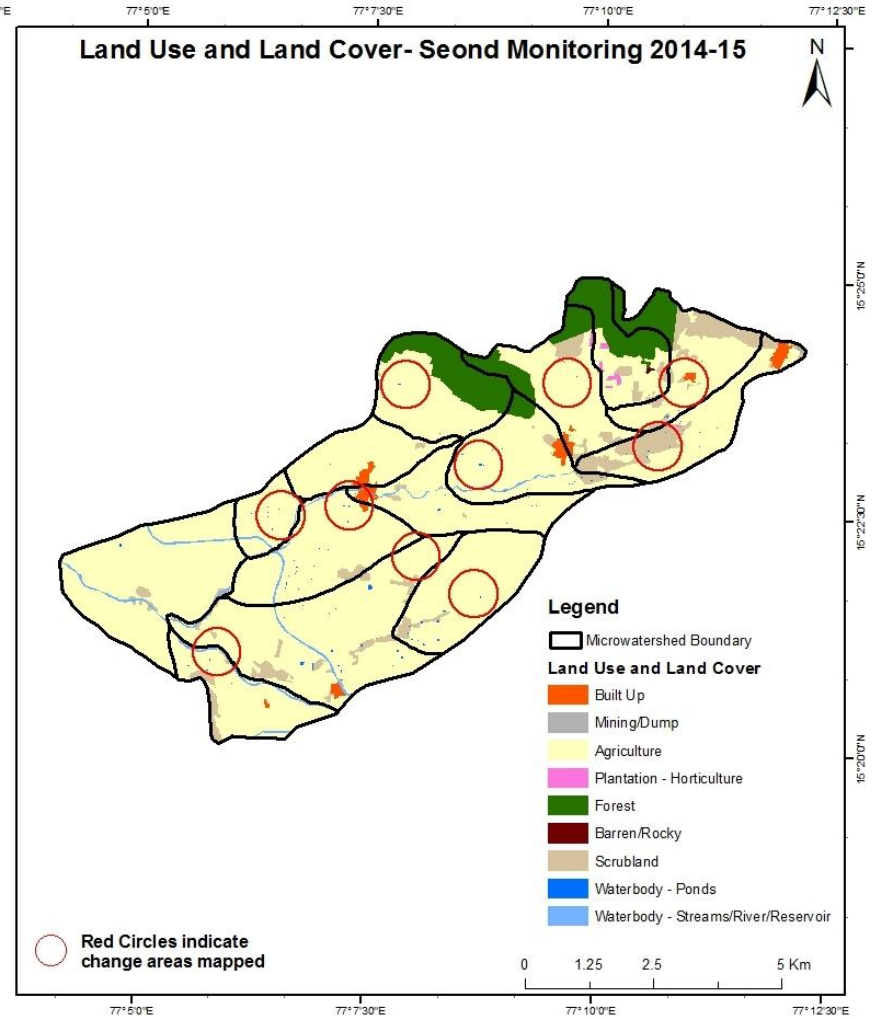 °E
77°5'0"E
77°7'30"E
77°10'0"E
77°12'30"E
Land Use and Land Cover- Seond Monitoring 2014-15
N
15°25'0"N
15°22'30"N
15°20'0"N
Legend
Microwatershed Boundary
Land Use and Land Cover
Built Up
Mining/Dump
Agriculture
Plantation - Horticulture
Forest
Barren/Rocky
Scrubland
Waterbody - Ponds
Waterbody - Streams/River/Reservoir
Red Circles indicate
change areas mapped
0 1.25 2.5 5 Km
77°5'0"E
77°7'30"E
77°10'0"E
77°12'30"E